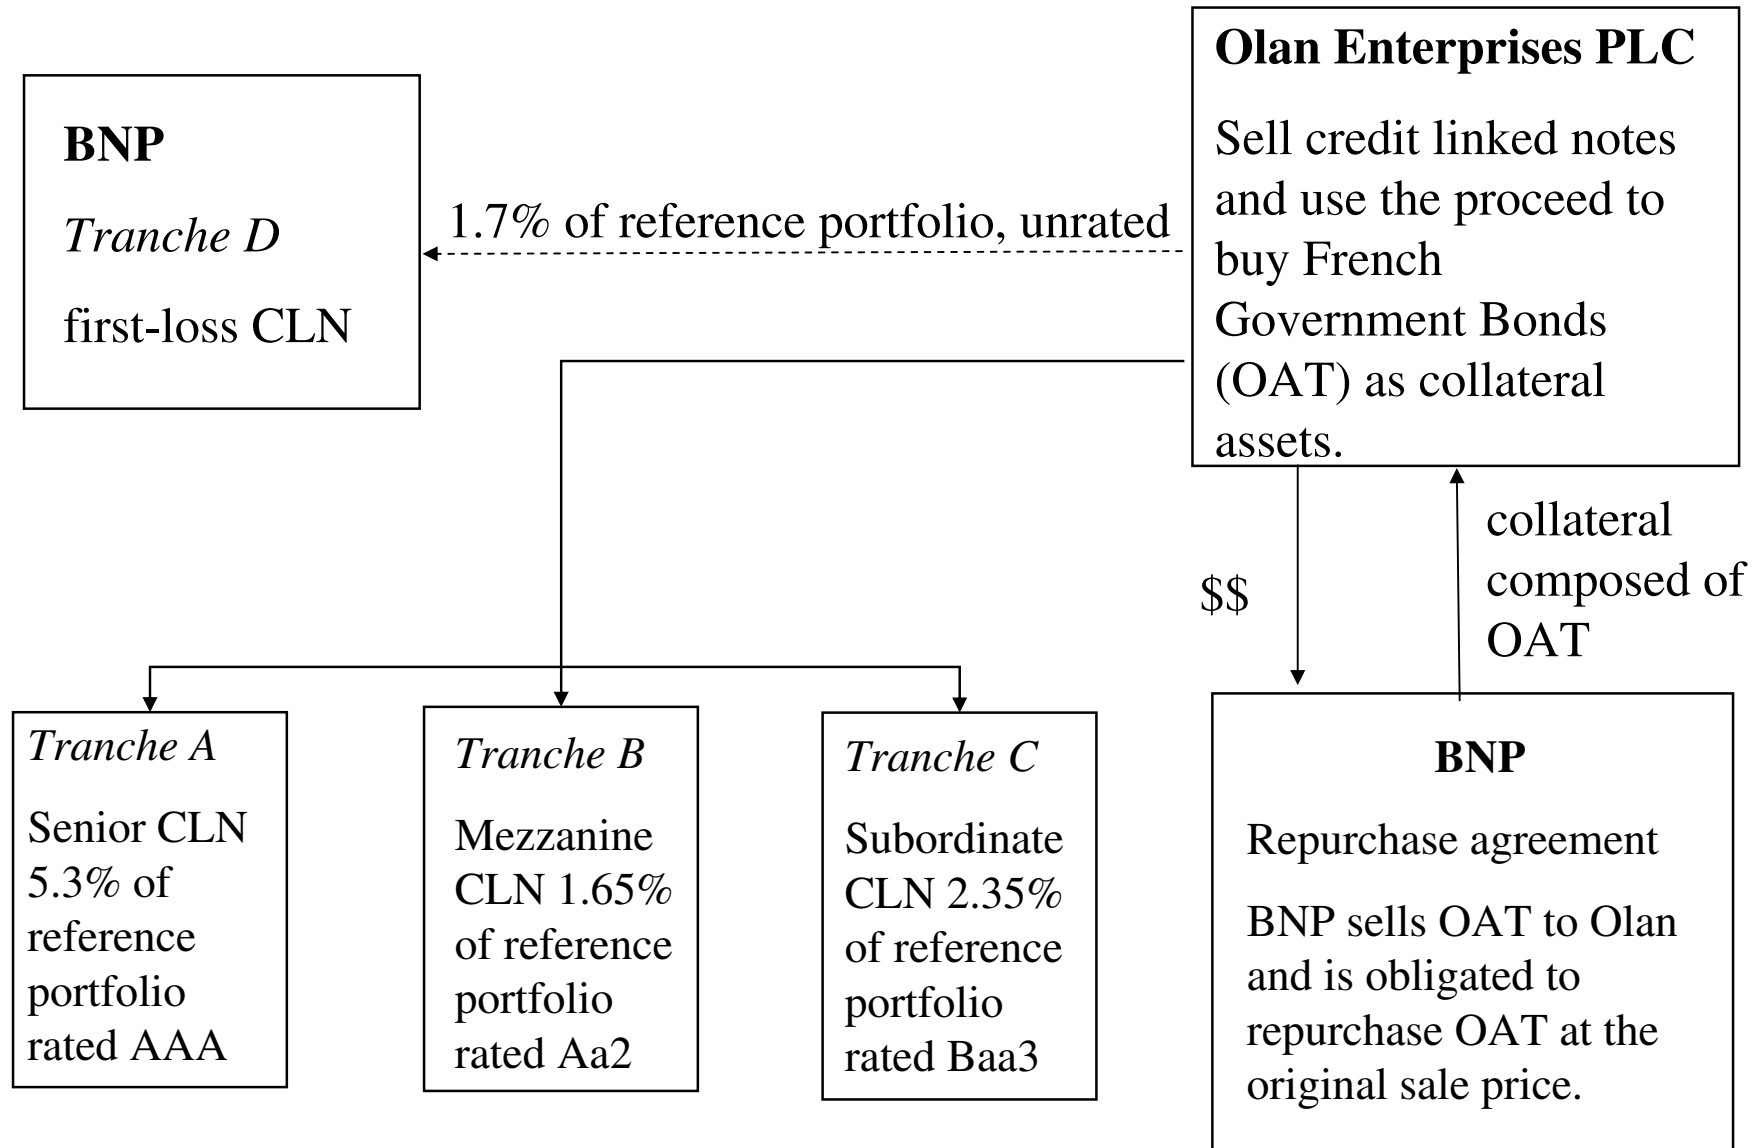 BNP
Tranche D
first-loss CLN
1.7% of reference portfolio, unrated
Olan Enterprises PLC
Sell credit linked notes
and use the proceed to
buy French
Government Bonds
(OAT) as collateral
assets.
$$
collateral
composed of
OAT
Tranche A
Senior CLN
5.3% of
reference
portfolio
rated AAA
Tranche B
Mezzanine
CLN 1.65%
of reference
portfolio
rated Aa2
Tranche C
Subordinate
CLN 2.35%
of reference
portfolio
rated Baa3
BNP
Repurchase agreement
BNP sells OAT to Olan
and is obligated to
repurchase OAT at the
original sale price.